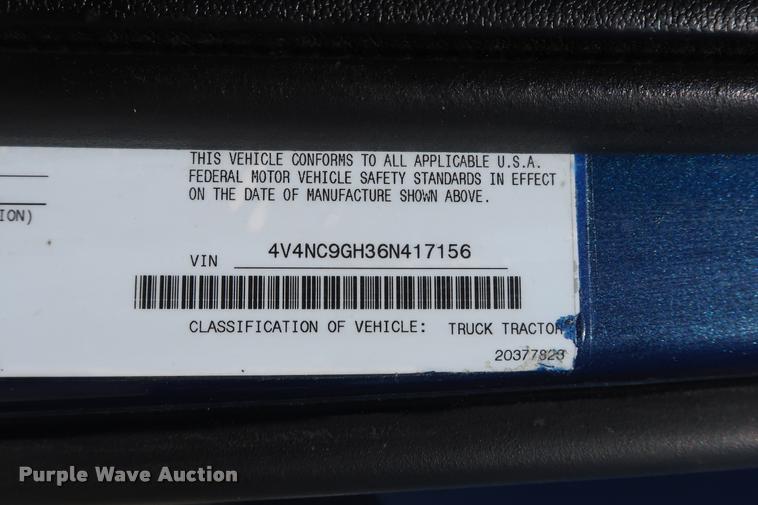 THIS VEHICLE CONFORMS TO ALL APPLICABLE U.S.A.
FEDERAL MOTOR VEHICLE SAFETY STANDARDS IN EFFECT
ON THE DATE OF MANUFACTURE SHOWN ABOVE.
ION)
VIN 4V4NC9GH36N417156
CLASSIFICATION OF VEHICLE: TRUCK TRACTOR
20377823
Purple Wave Auction